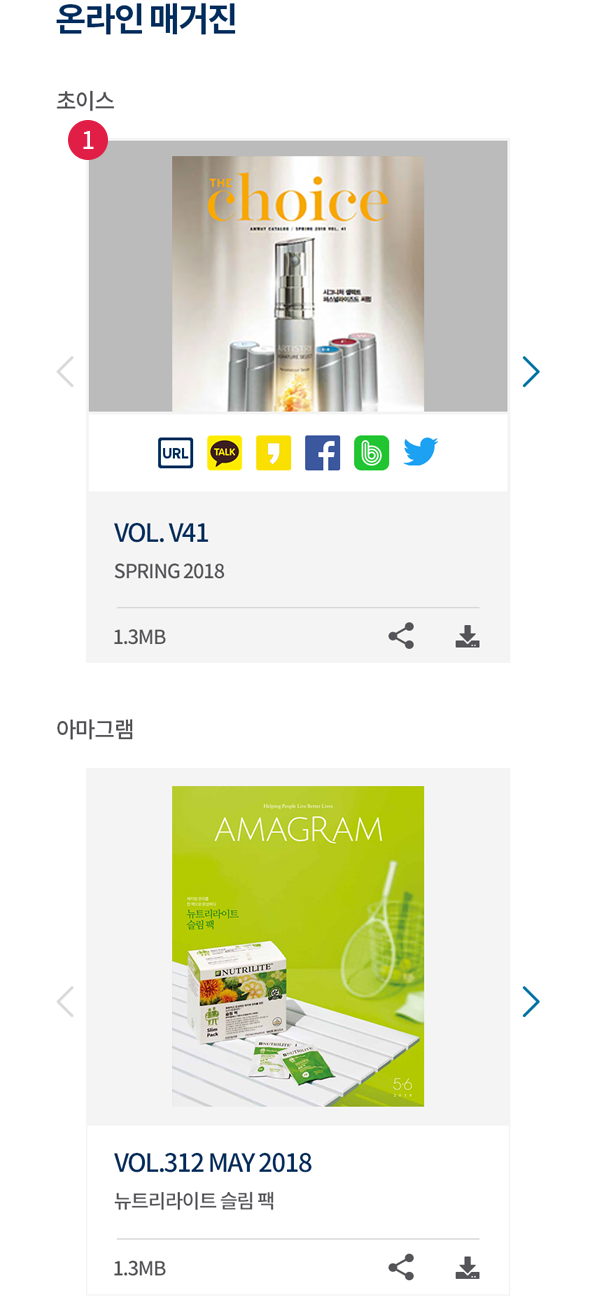 온라인 매거진
초이스
1
THE
choice
AMWAY CATALOG / SPRING 2018 VOL. 41
시그니처 셀렉트
퍼스널라이즈드 세럼
ARTISTRY
SIGNATURE SELECT
URL
TALK
VOL. V41
SPRING 2018
1.3MB
아마그램
Helping People Live Better Lives
AMAGRAM
뉴트리라이트
슬림 팩
NUTRILITE
슬림 팩
Slim
Pack
NUTRILITE
5·6
2018
VOL.312 MAY 2018
뉴트리라이트 슬림 팩
1.3MB